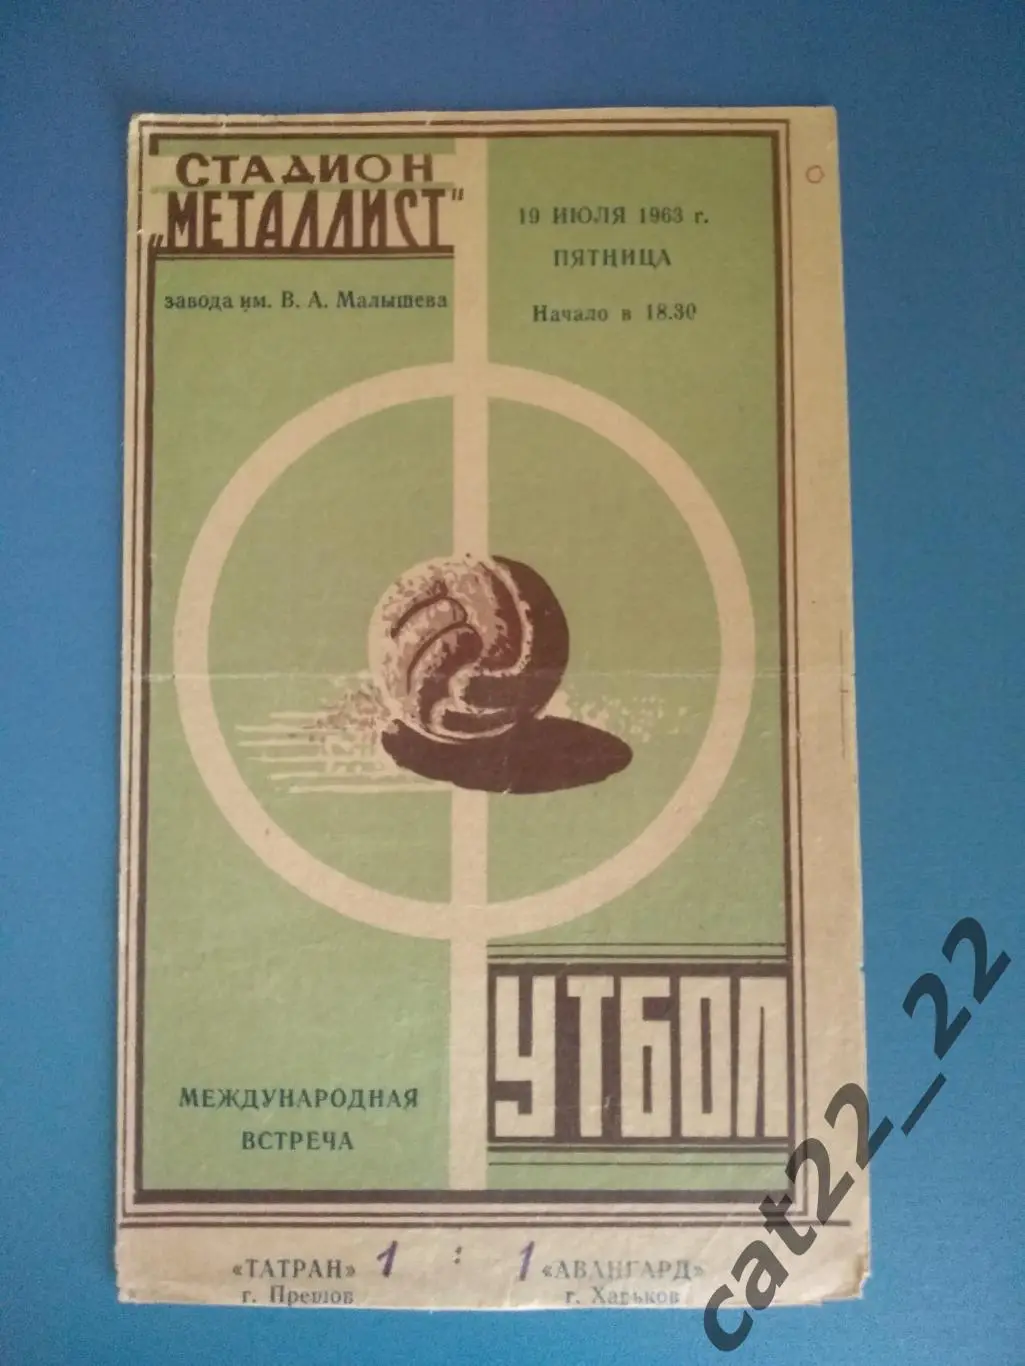 СТАДИОН
„МЕТАЛЛИСТ"
завода им. В. А. Малышева
19 ИЮЛЯ 1963 г.
ПЯТНИЦА
Начало в 18.30
УТБОЛ
МЕЖДУНАРОДНАЯ
ВСТРЕЧА
«ТАТРАН» 1 : 1 «АВАНГАРД»
г. Прешов г. Харьков
cat22__22